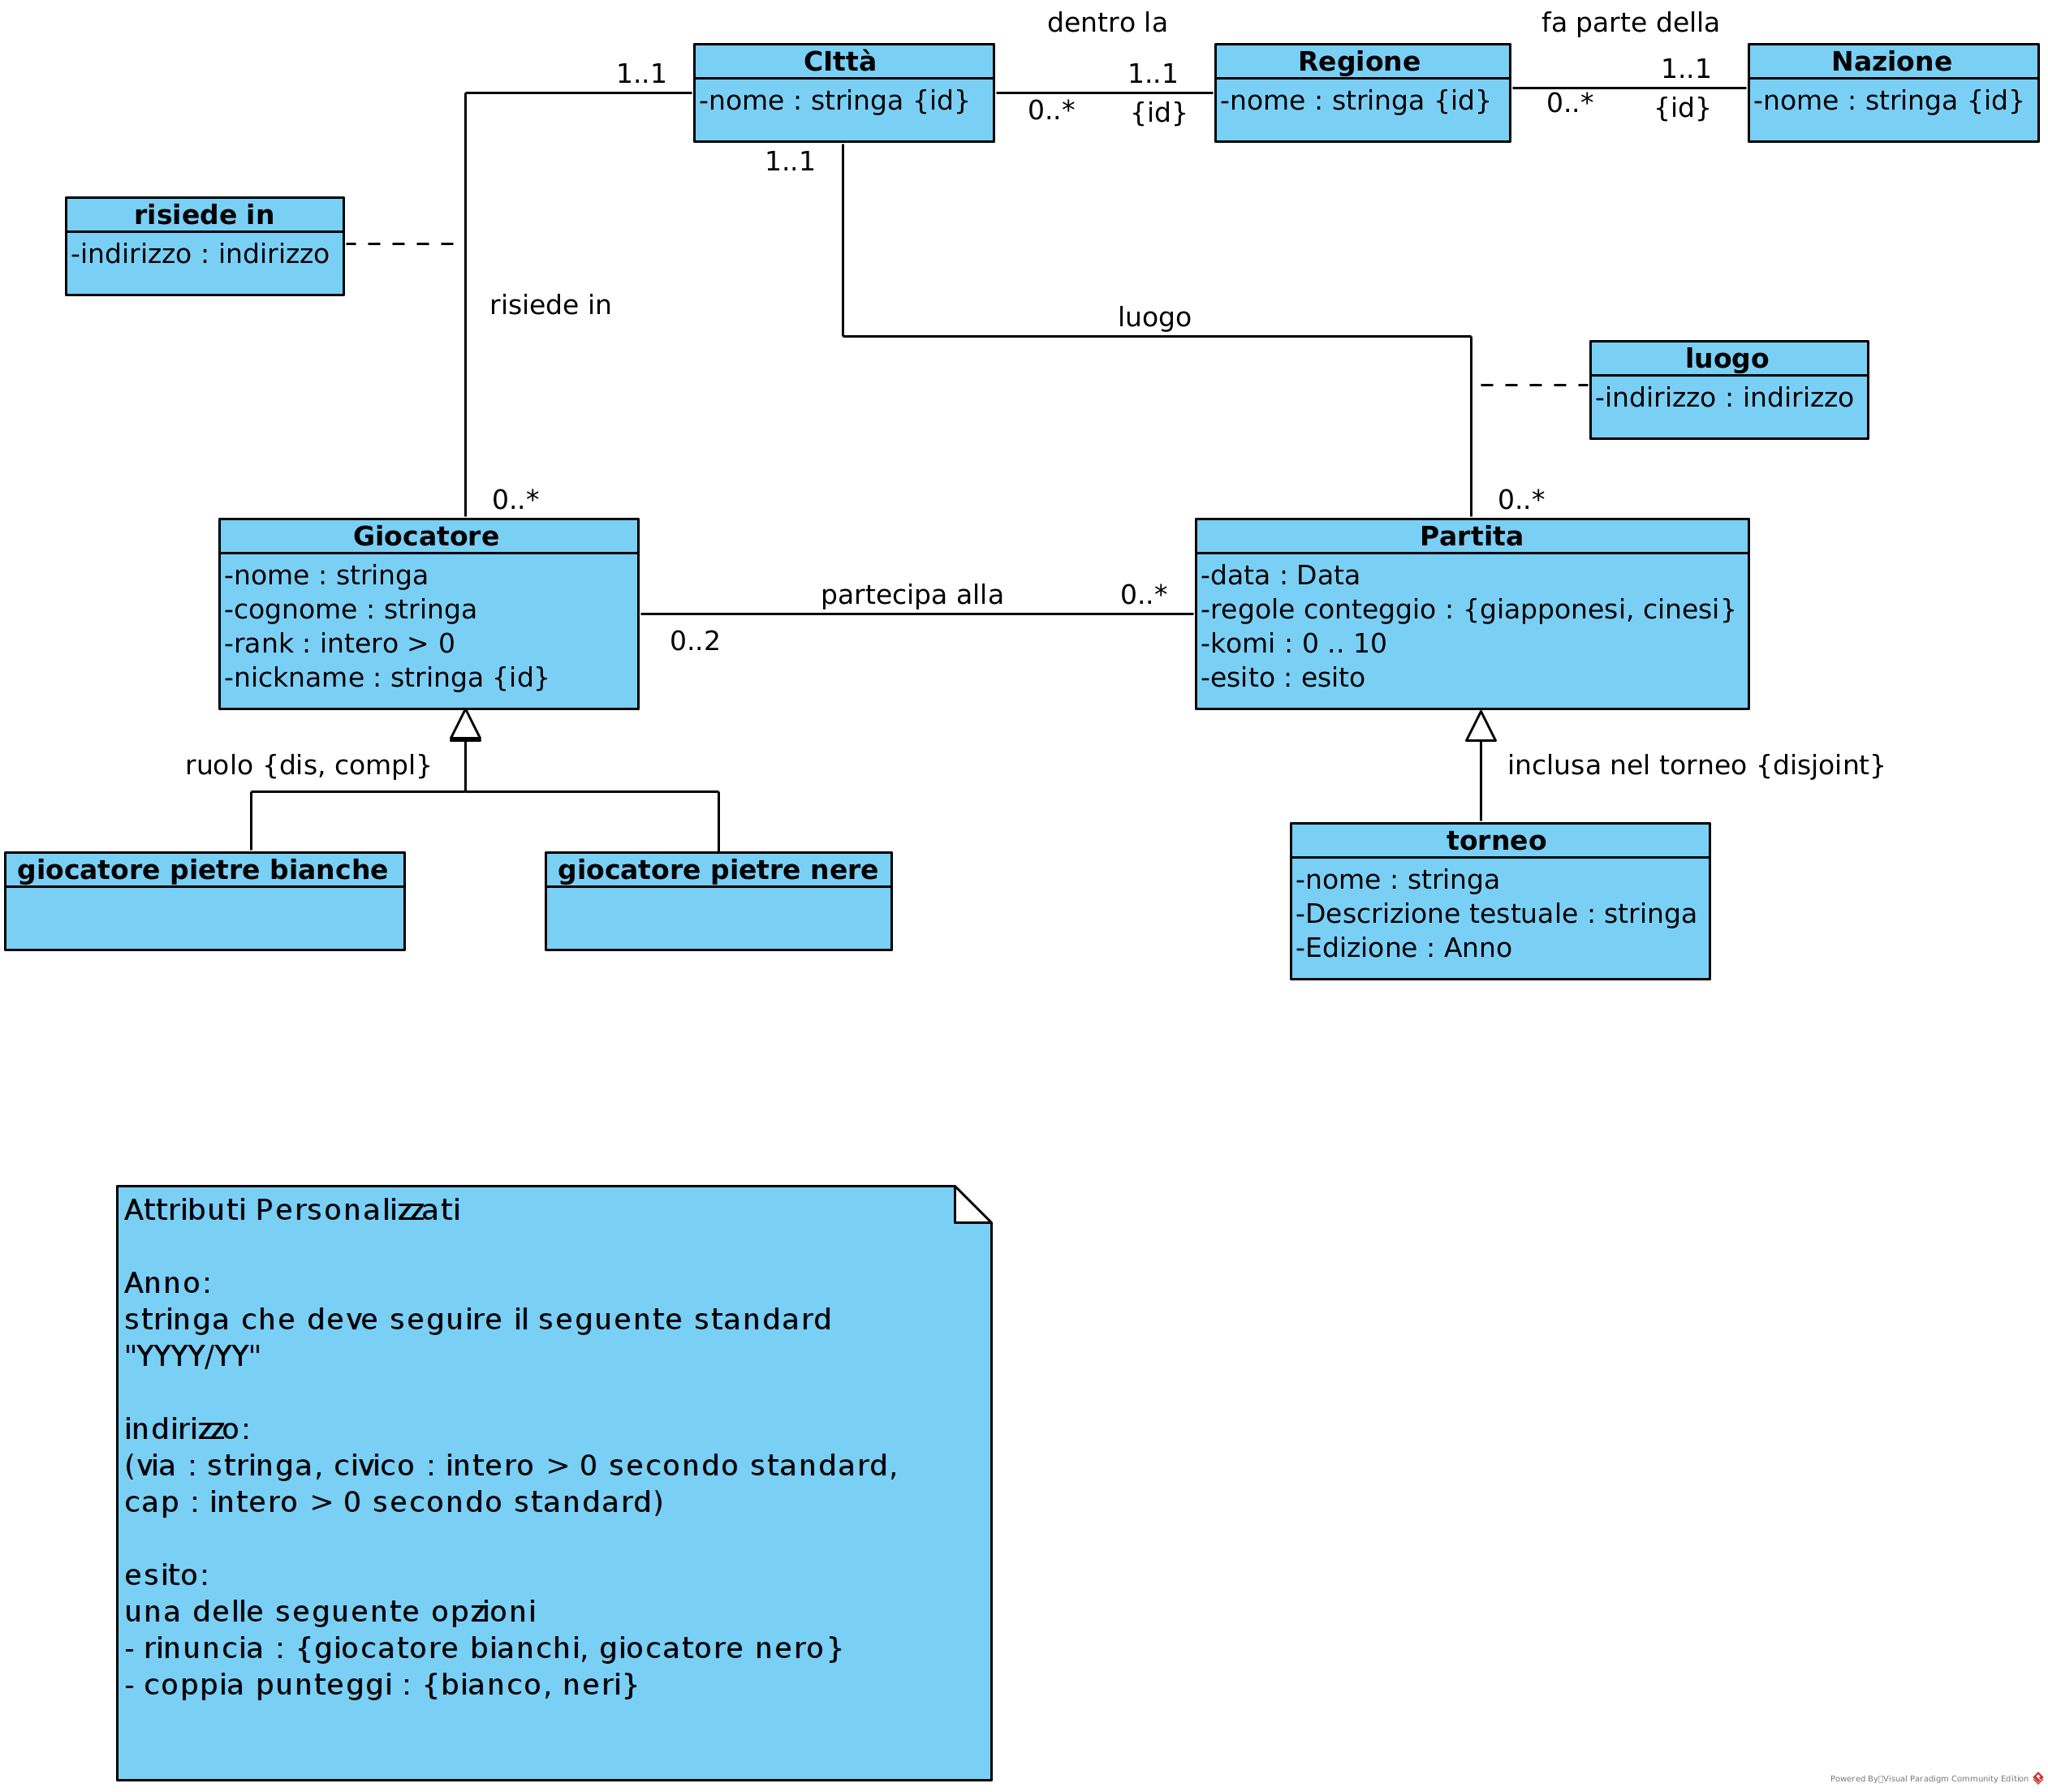 dentro la
fa parte della
CIttà
-nome : stringa {id}
1..1
0..*
1..1
{id}
Regione
-nome : stringa {id}
0..*
1..1
{id}
Nazione
-nome : stringa {id}
1..1
risiede in
-indirizzo : indirizzo
risiede in
luogo
luogo
-indirizzo : indirizzo
0..*
0..*
Giocatore
-nome : stringa
-cognome : stringa
-rank : intero > 0
-nickname : stringa {id}
partecipa alla
0..*
0..2
Partita
-data : Data
-regole conteggio : {giapponesi, cinesi}
-komi : 0 .. 10
-esito : esito
ruolo {dis, compl}
inclusa nel torneo {disjoint}
giocatore pietre bianche
giocatore pietre nere
torneo
-nome : stringa
-Descrizione testuale : stringa
-Edizione : Anno
Attributi Personalizzati
Anno:
stringa che deve seguire il seguente standard
"YYYY/YY"
indirizzo:
(via : stringa, civico : intero > 0 secondo standard,
cap : intero > 0 secondo standard)
esito:
una delle seguente opzioni
- rinuncia : {giocatore bianchi, giocatore nero}
- coppia punteggi : {bianco, neri}
Powered By Visual Paradigm Community Edition